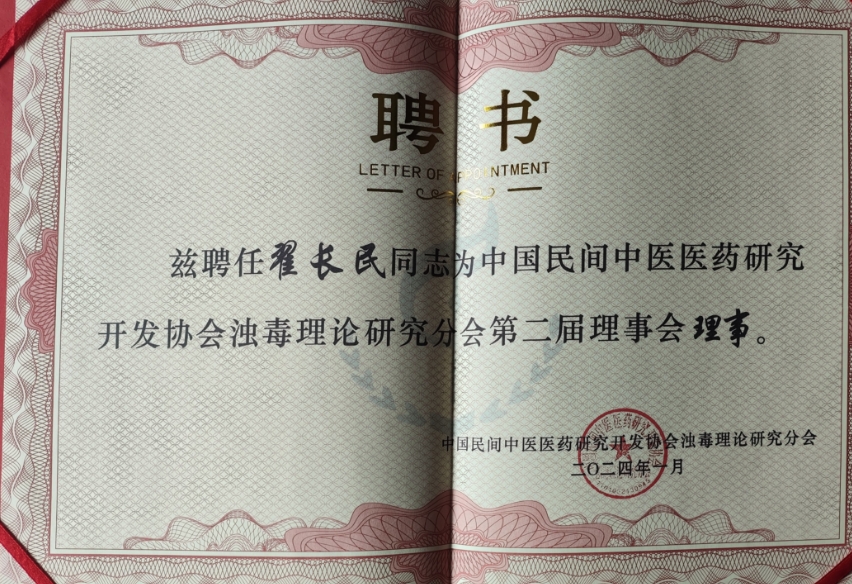 聘书
LETTER OF APPOINTMENT
兹聘任翟长民同志为中国民间中医医药研究
开发协会浊毒理论研究分会第二届理事会理事。
中国民间中医医药研究开发协会浊毒理论研究分会
二〇二四年一月